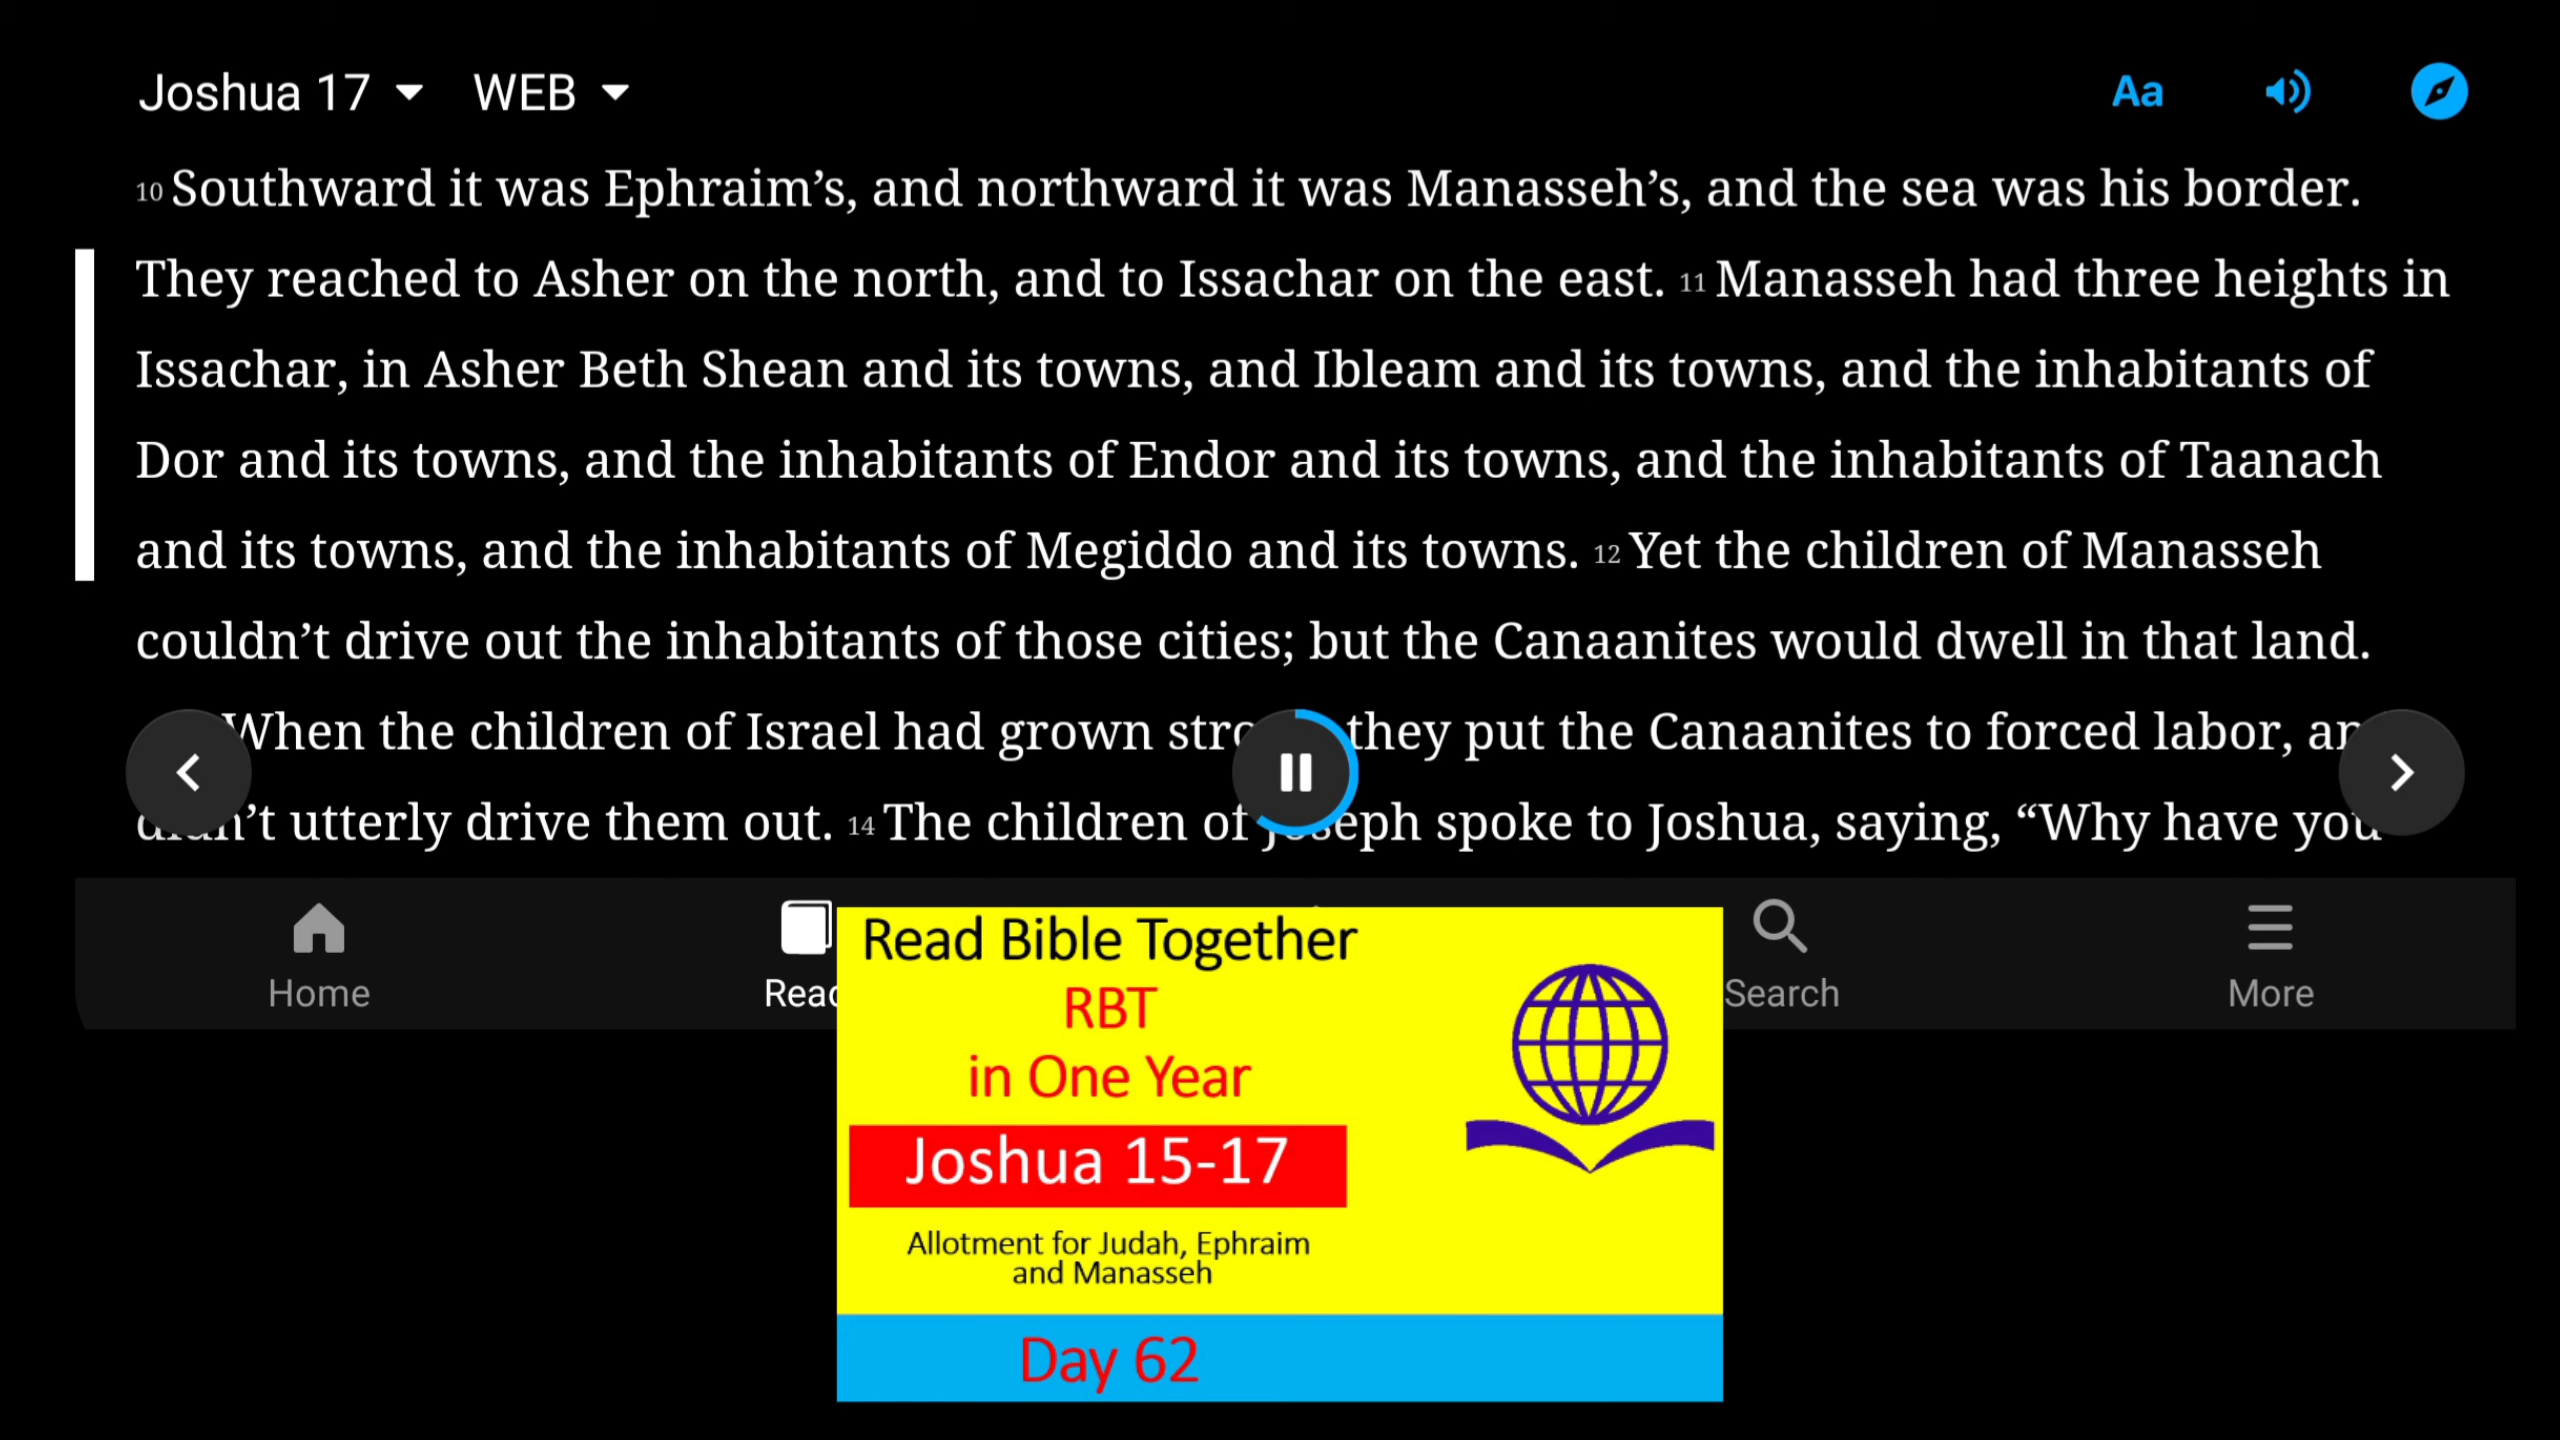 Joshua 17 WEB Aa
10 Southward it was Ephraim’s, and northward it was Manasseh’s, and the sea was his border.
They reached to Asher on the north, and to Issachar on the east. 11 Manasseh had three heights in
Issachar, in Asher Beth Shean and its towns, and Ibleam and its towns, and the inhabitants of
Dor and its towns, and the inhabitants of Endor and its towns, and the inhabitants of Taanach
and its towns, and the inhabitants of Megiddo and its towns. 12 Yet the children of Manasseh
couldn’t drive out the inhabitants of those cities; but the Canaanites would dwell in that land.
When the children of Israel had grown they put the Canaanites to forced labor,
didn’t utterly drive them out. 14 The children of Joseph spoke to Joshua, saying, “Why have you
Home
Read
Search
More
Read Bible Together
RBT
in One Year
Joshua 15-17
Allotment for Judah, Ephraim
and Manasseh
Day 62